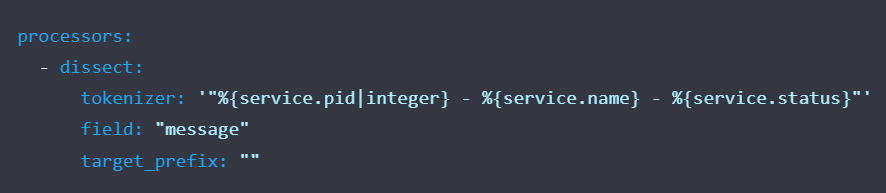 processors:
  - dissect:
      tokenizer: '"%{service.pid|integer} - %{service.name} - %{service.status}"'
      field: "message"
      target_prefix: ""